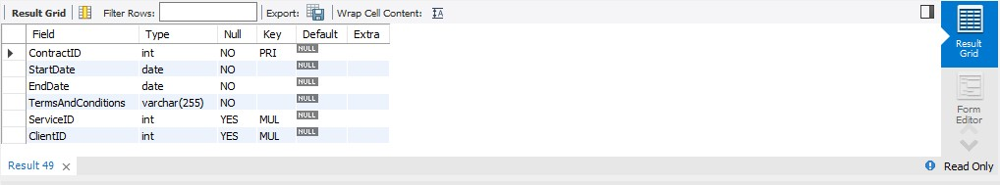 Result Grid Filter Rows: Export: Wrap Cell Content:
Field Type Null Key Default Extra
ContractID int NO PRI NULL
StartDate date NO NULL
EndDate date NO NULL
TermsAndConditions varchar(255) NO NULL
ServiceID int YES MUL NULL
ClientID int YES MUL NULL
Result
Grid
Form
Editor
Result 49 Read Only